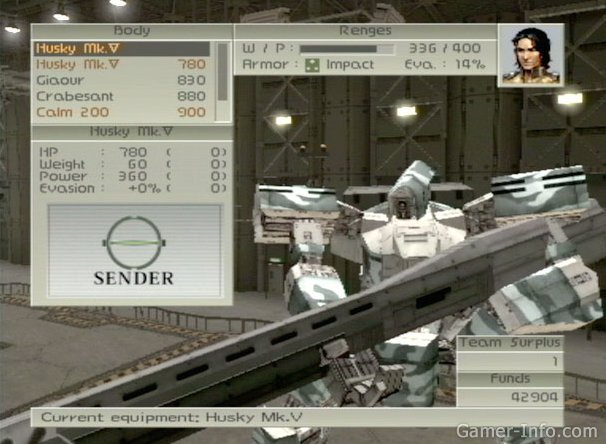 Body
Husky Mk.V
Husky Mk.V 780
Giaour 830
Crabesant 880
Calm 200 900
Husky Mk.V
HP : 780 ( 0)
Weight : 60 ( 0)
Power : 360 ( 0)
Evasion : +0% ( 0)
SENDER
Renges
W / P : 336 / 400
Armor : Impact Eva. : 14%
Team Surplus
1
Funds
42904
Current equipment: Husky Mk.V
Gamer-Info.com